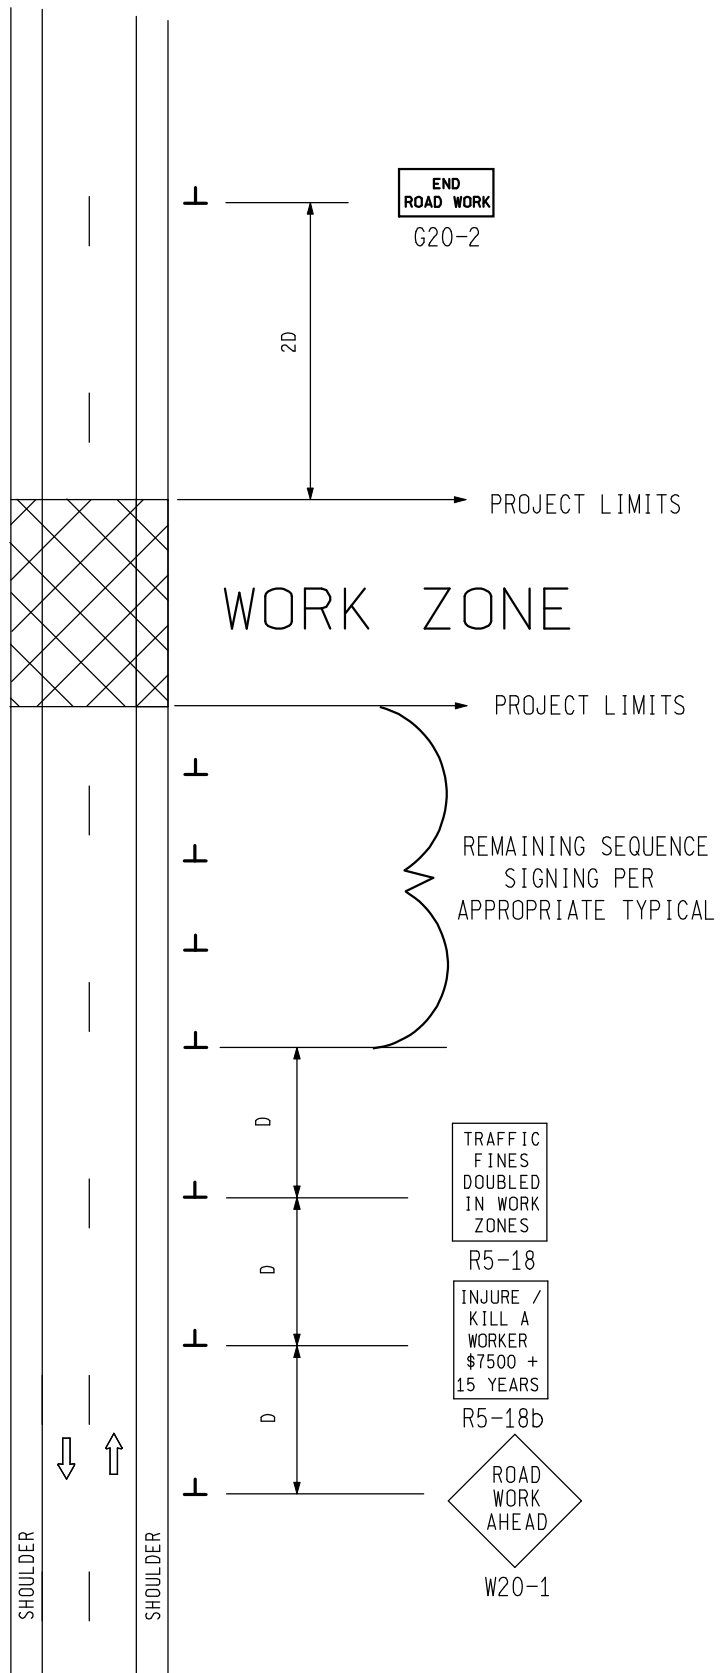 END
ROAD WORK
G20-2
2D
PROJECT LIMITS
WORK ZONE
PROJECT LIMITS
REMAINING SEQUENCE
SIGNING PER
APPROPRIATE TYPICAL
D
TRAFFIC
FINES
DOUBLED
IN WORK
ZONES
R5-18
D
INJURE /
KILL A
WORKER
$7500 +
15 YEARS
R5-18b
D
ROAD
WORK
AHEAD
W20-1
SHOULDER
SHOULDER